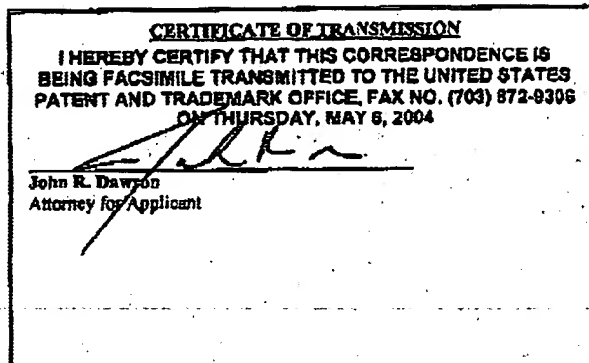 CERTIFICATE OF TRANSMISSION
I HEREBY CERTIFY THAT THIS CORRESPONDENCE IS
BEING FACSIMILE TRANSMITTED TO THE UNITED STATES
PATENT AND TRADEMARK OFFICE, FAX NO. (703) 872-9306
ON THURSDAY, MAY 6, 2004
John R. Dawson
Attorney for Applicant